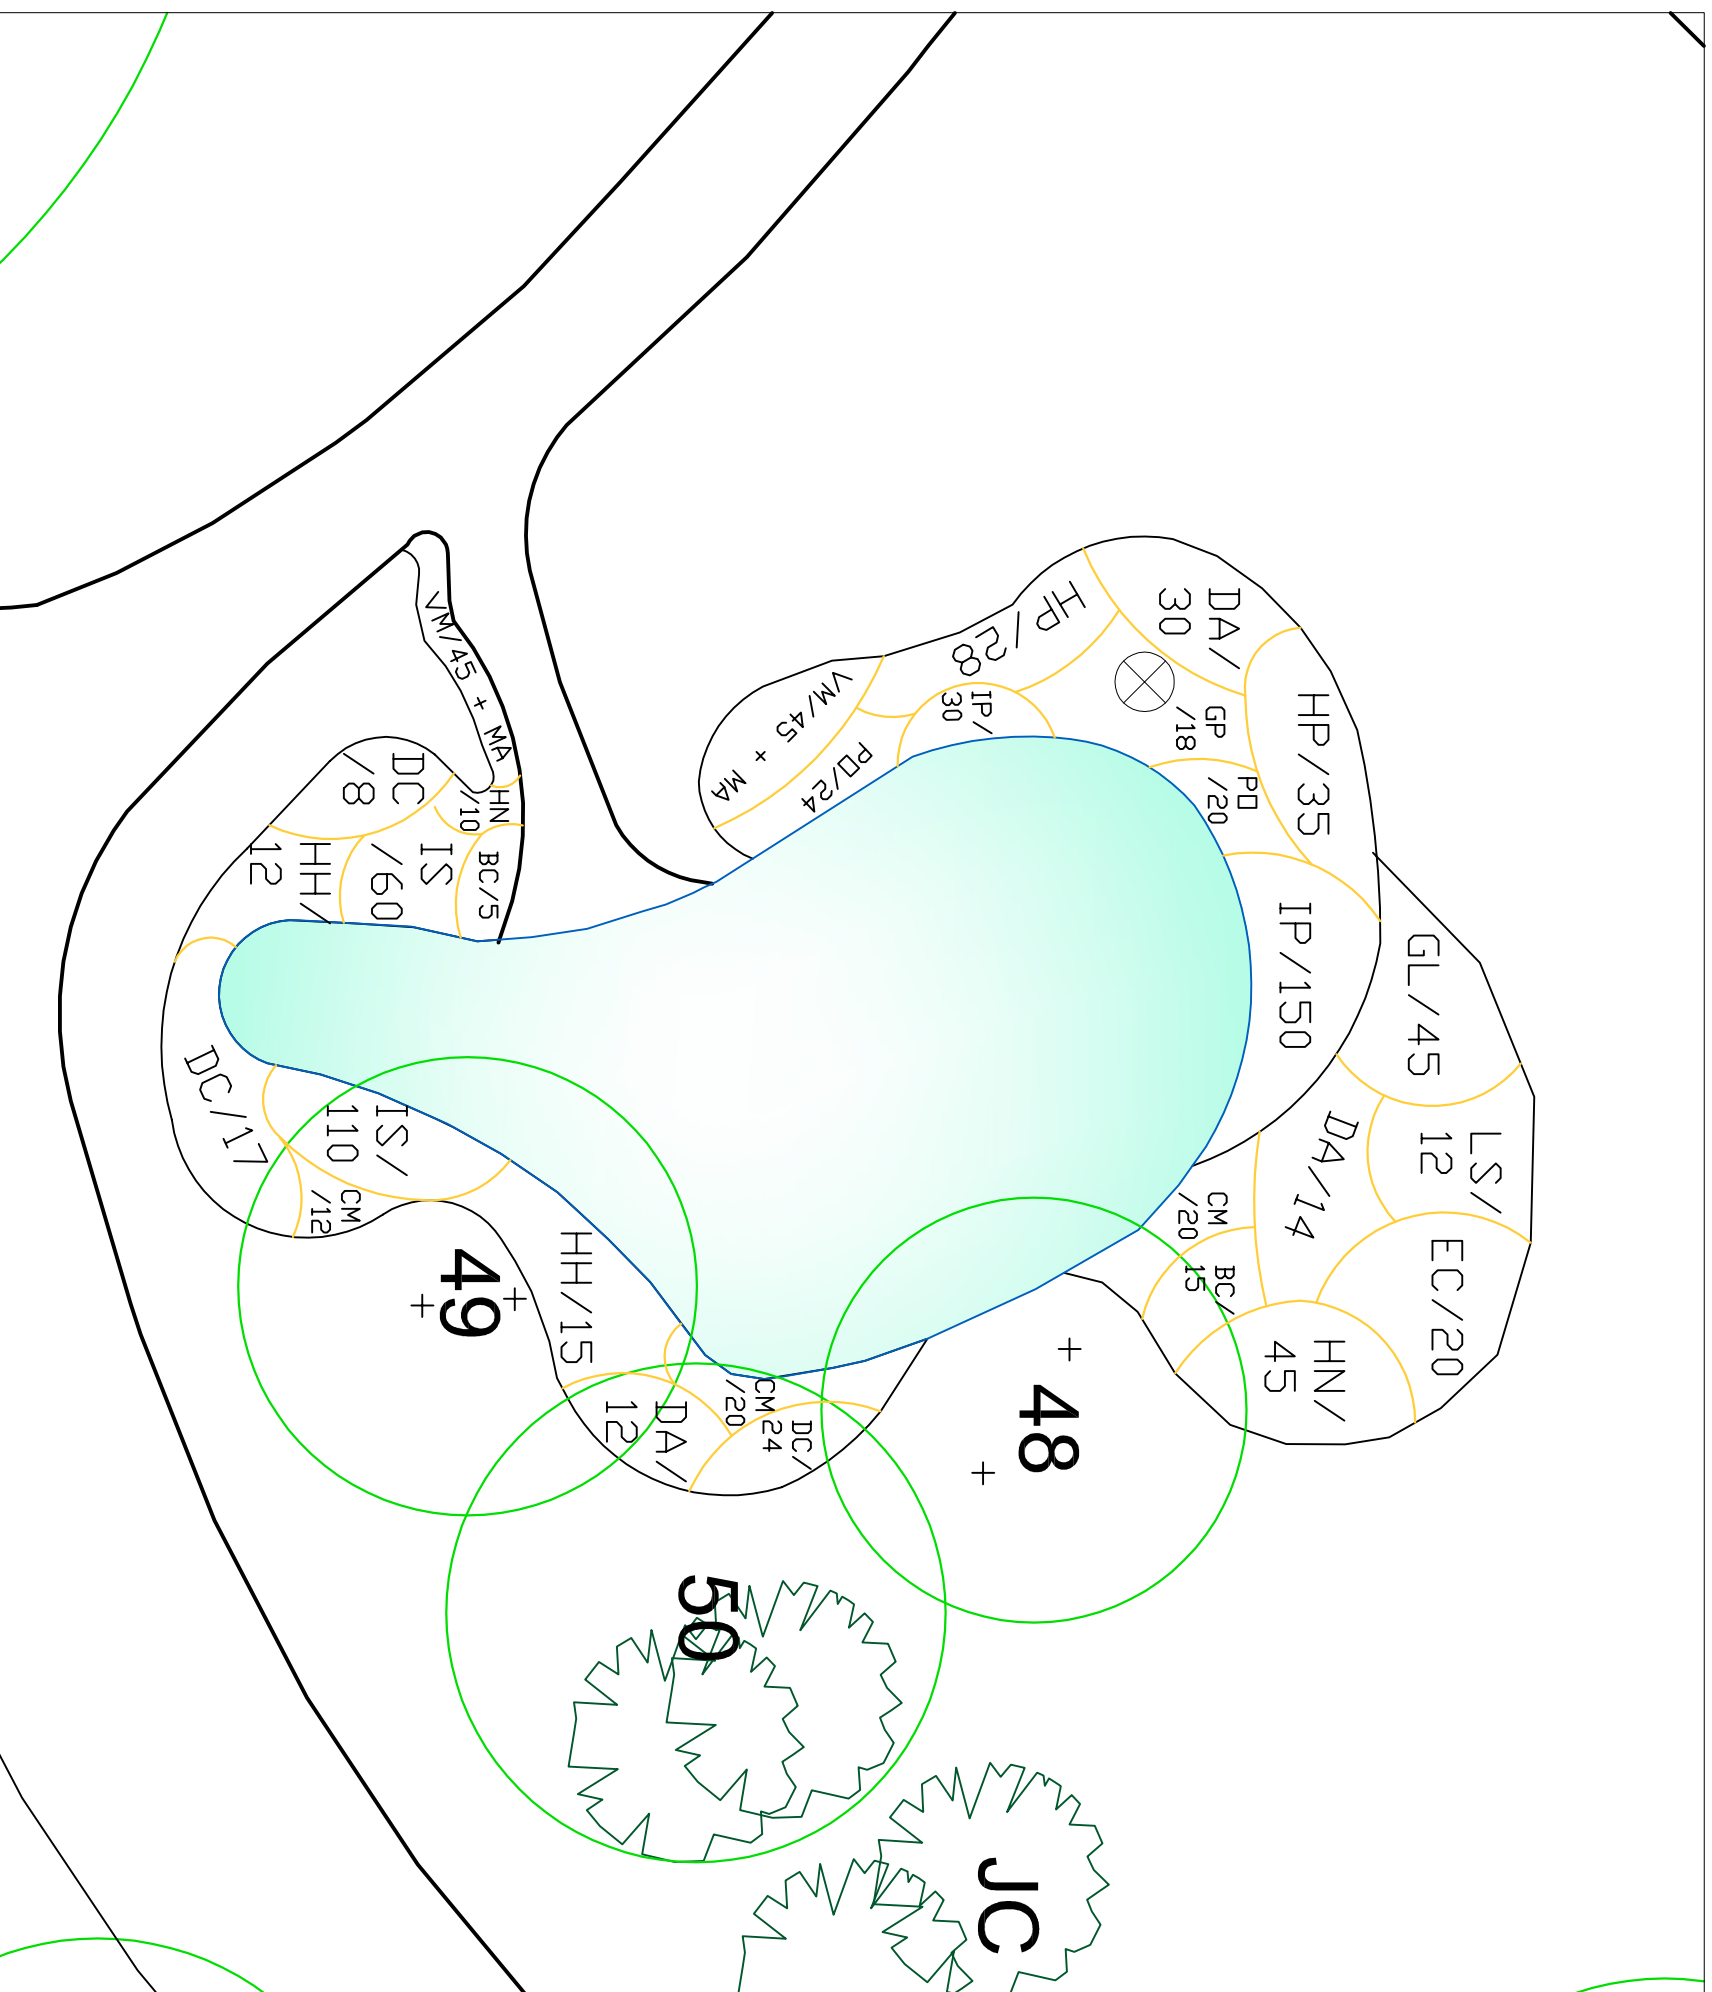 VM/45 + MA
DC
/8
HN
/10
HH/
12
IS
/60
BC/5
DC/17
IS/
110
CM
/12
49
HH/15
DA/
12
CM
/20
DC/
24
VM/45 + MA
PO/24
HP/28
IP/
30
DA/
30
GP
/18
PO
/20
HP/35
IP/150
GL/45
LS/
12
DA/14
CM
/20
BC/
15
EC/20
HN/
45
48
50
JC